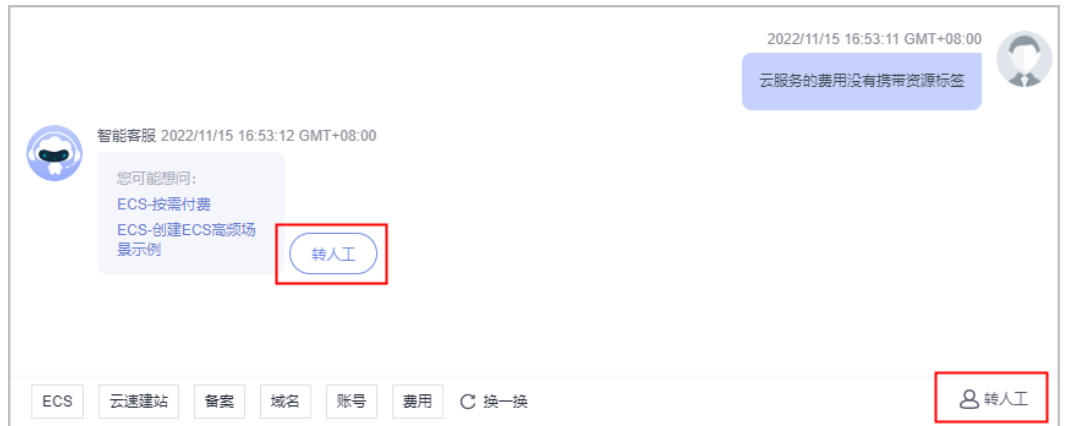 2022/11/15 16:53:11 GMT+08:00
云服务的费用没有携带资源标签
智能客服 2022/11/15 16:53:12 GMT+08:00
您可能想问:
ECS-按需付费
ECS-创建ECS高频场
景示例
转人工
ECS 云速建站 备案 域名 账号 费用 换一换 转人工